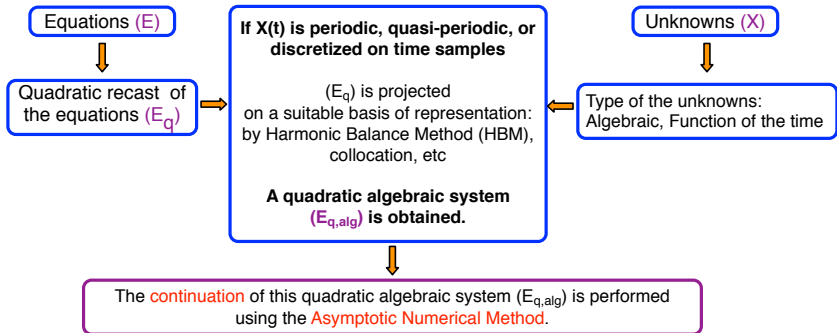 Equations (E)
Quadratic recast of
the equations (Eq)
If X(t) is periodic, quasi-periodic, or
discretized on time samples
(Eq) is projected
on a suitable basis of representation:
by Harmonic Balance Method (HBM),
collocation, etc
A quadratic algebraic system
(Eq,alg) is obtained.
Unknowns (X)
Type of the unknowns:
Algebraic, Function of the time
The continuation of this quadratic algebraic system (Eq,alg) is performed
using the Asymptotic Numerical Method.